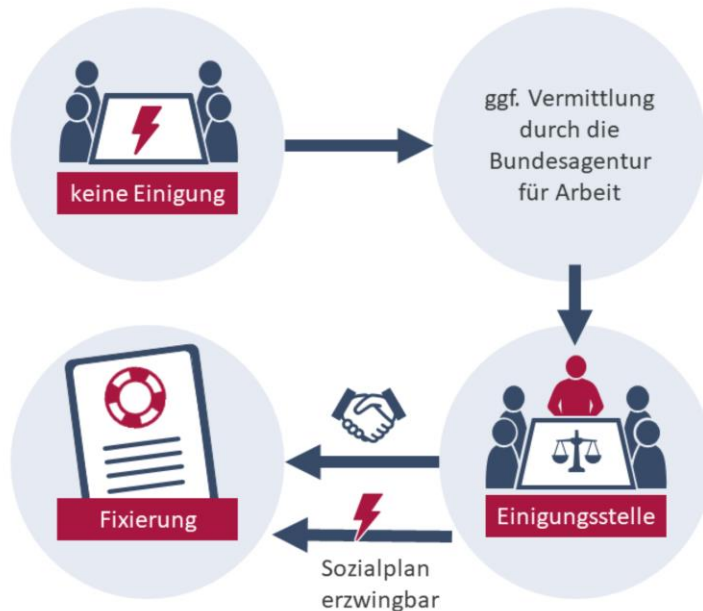 keine Einigung
ggf. Vermittlung
durch die
Bundesagentur
für Arbeit
Einigungsstelle
Sozialplan
erzwingbar
Fixierung